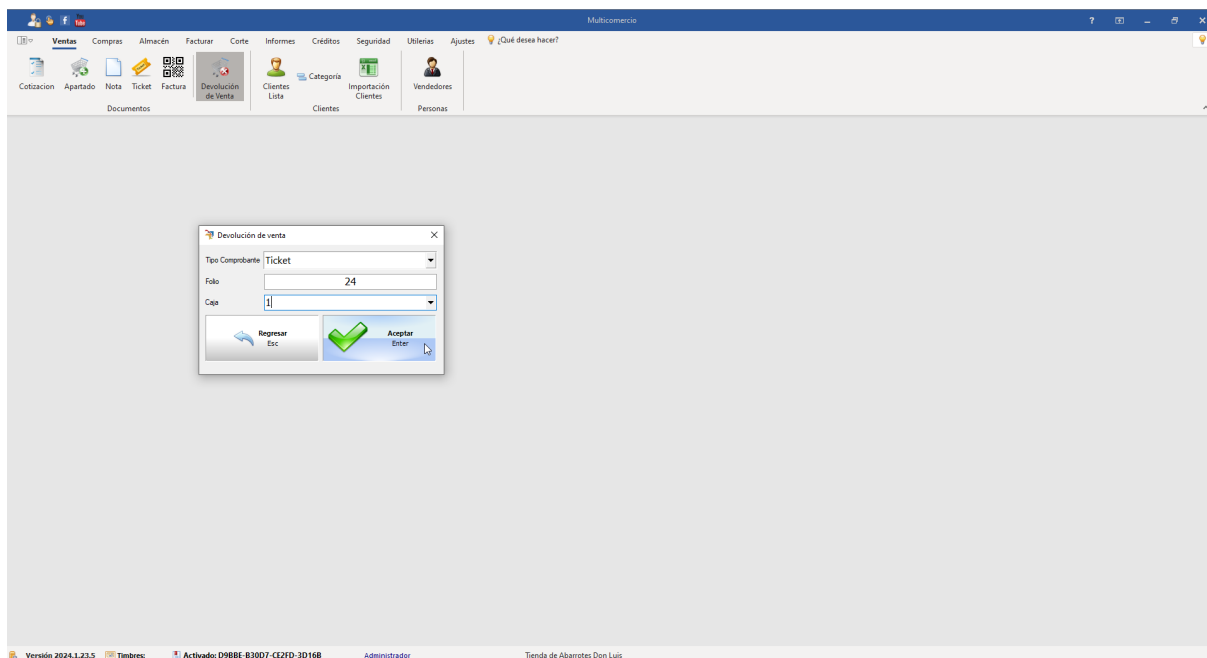 Multicomercio
Ventas Compras Almacén Facturar Corte Informes Créditos Seguridad Utilerias Ajustes ¿Qué desea hacer?
Cotizacion Apartado Nota Ticket Factura Devolución de Venta Clientes Lista Categoría Importación Clientes Vendedores
Documentos Clientes Personas
Devolución de venta
Tipo Comprobante Ticket
Folio 24
Caja 1
Regresar Aceptar
Esc Enter
Versión 2024.1.23.5 Timbres: Activado: D9BBE-B30D7-CE2FD-3D16B Administrador Tienda de Abarrotes Don Luis